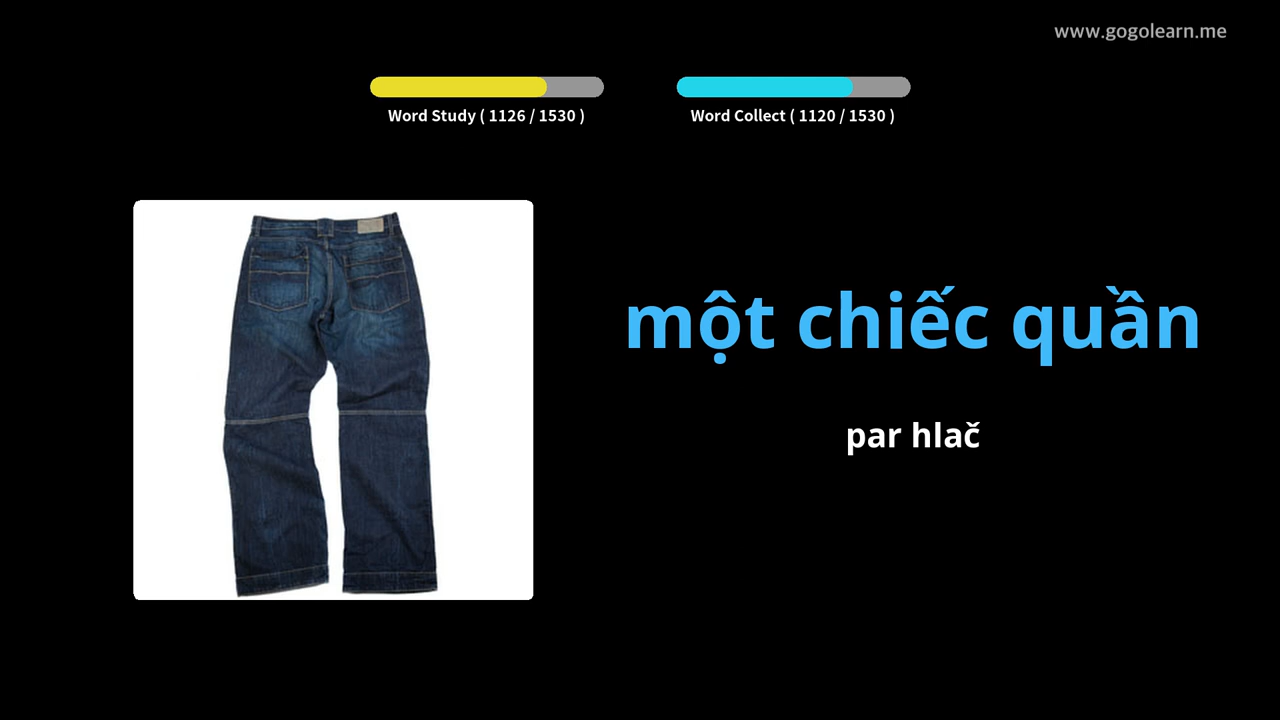 www.gogolearn.me
Word Study ( 1126 / 1530 )
Word Collect ( 1120 / 1530 )
một chiếc quần
par hlač